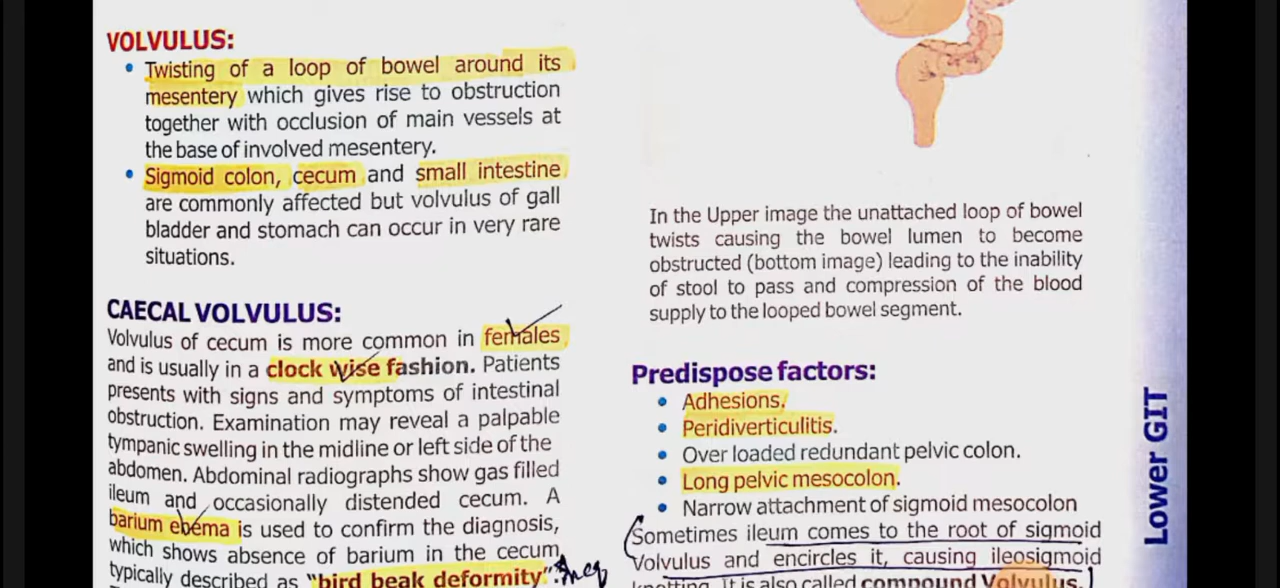 VOLVULUS:
• Twisting of a loop of bowel around its
mesentery which gives rise to obstruction
together with occlusion of main vessels at
the base of involved mesentery.
• Sigmoid colon, cecum and small intestine
are commonly affected but volvulus of gall
bladder and stomach can occur in very rare
situations.
CAECAL VOLVULUS:
Volvulus of cecum is more common in females
and is usually in a clock wise fashion. Patients
presents with signs and symptoms of intestinal
obstruction. Examination may reveal a palpable
tympanic swelling in the midline or left side of the
abdomen. Abdominal radiographs show gas filled
ileum and occasionally distended cecum. A
barium ebema is used to confirm the diagnosis,
which shows absence of barium in the cecum
typically described as "bird beak deformity".
In the Upper image the unattached loop of bowel
twists causing the bowel lumen to become
obstructed (bottom image) leading to the inability
of stool to pass and compression of the blood
supply to the looped bowel segment.
Predispose factors:
• Adhesions.
• Peridiverticulitis.
• Over loaded redundant pelvic colon.
• Long pelvic mesocolon.
• Narrow attachment of sigmoid mesocolon
Sometimes ileum comes to the root of sigmoid
Volvulus and encircles it, causing ileosigmoid
knotting. It is also called compound Volvulus.
Lower GIT